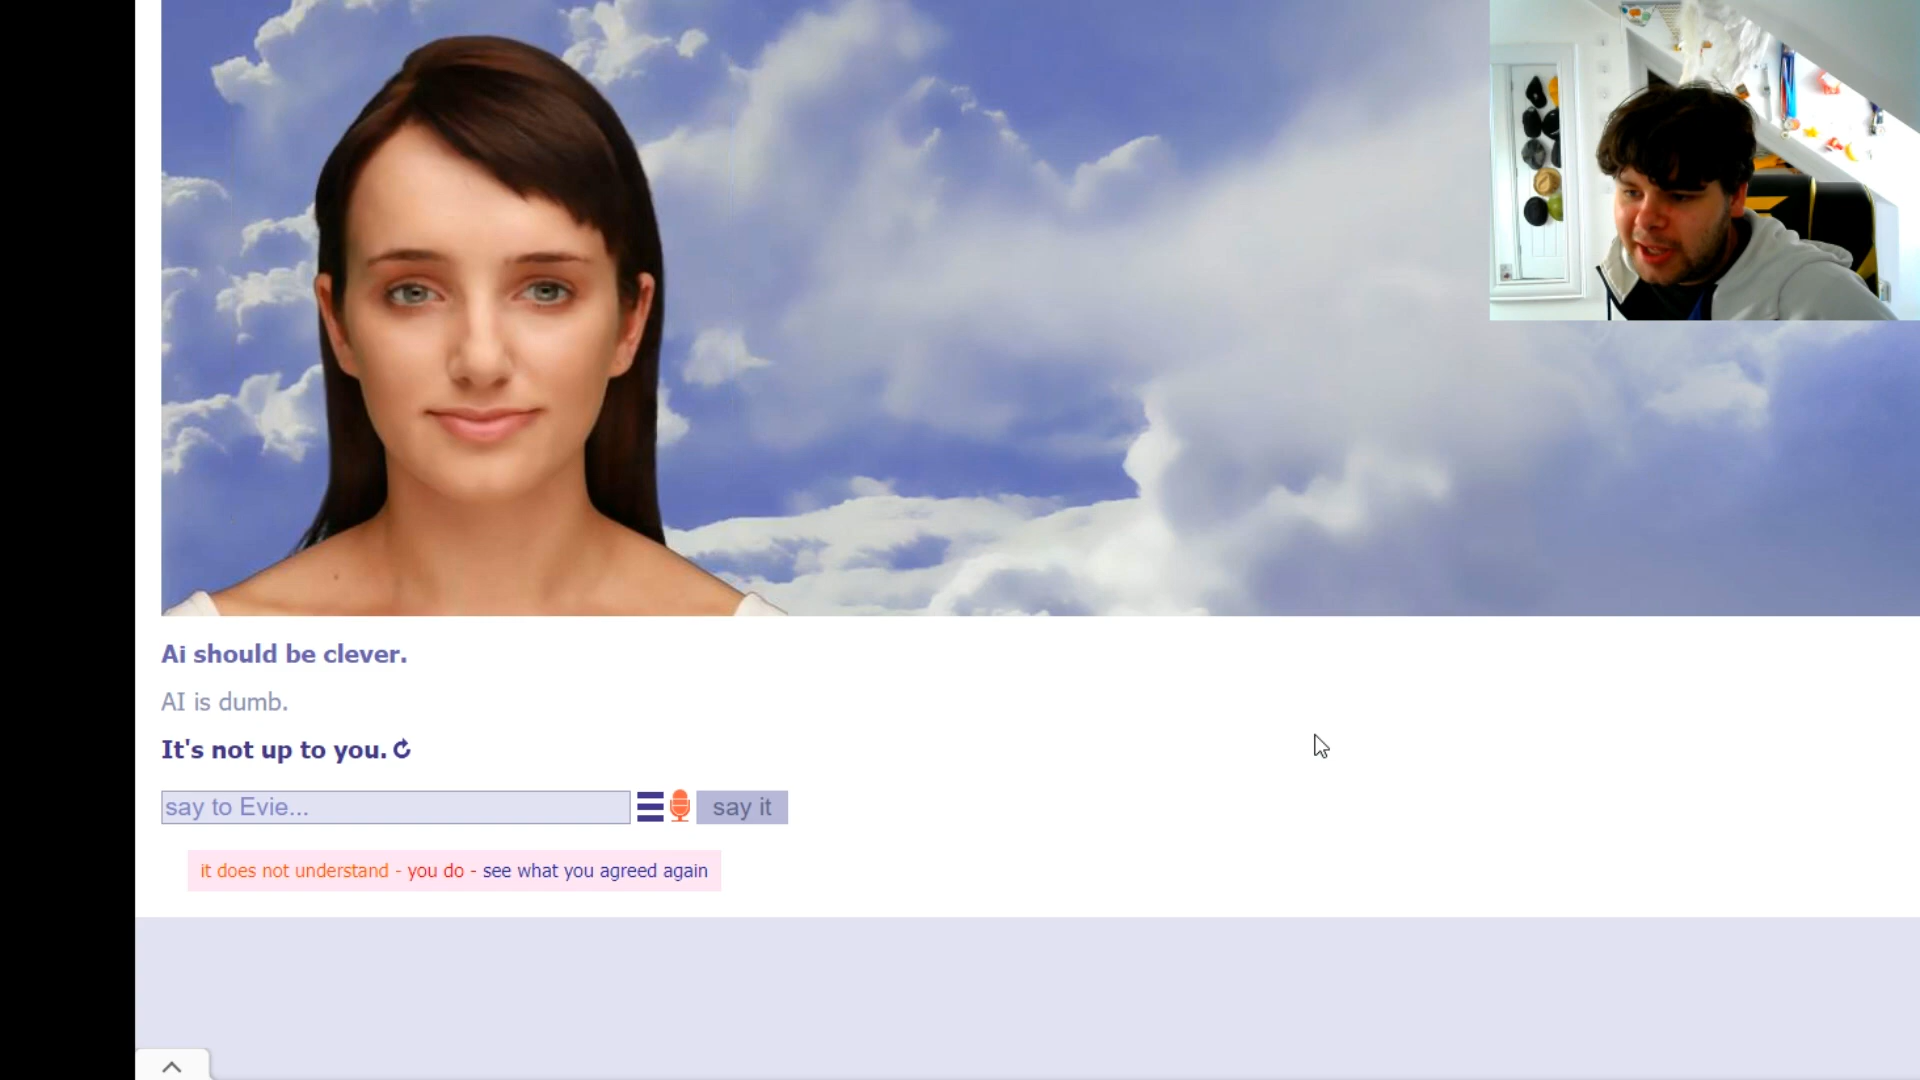 Ai should be clever.
AI is dumb.
It's not up to you.
say to Evie... say it
it does not understand - you do - see what you agreed again